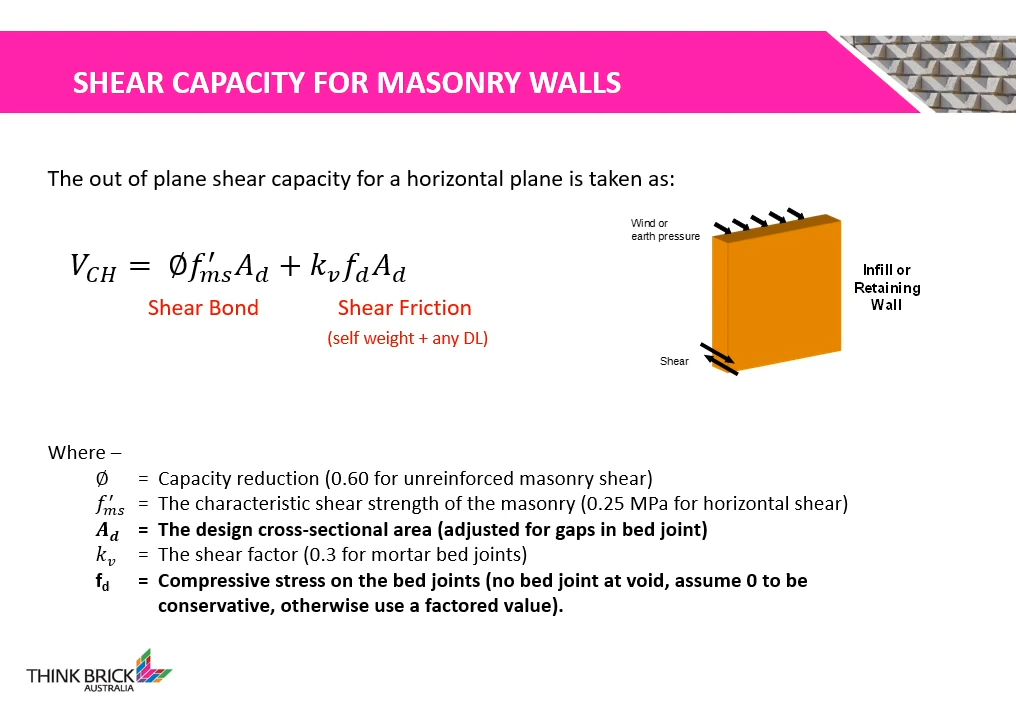 SHEAR CAPACITY FOR MASONRY WALLS
The out of plane shear capacity for a horizontal plane is taken as:
Wind or
earth pressure
V_CH = ∅f′_ms A_d + k_v f_d A_d
Infill or
Retaining
Wall
Shear Bond Shear Friction
(self weight + any DL)
Shear
Where –
∅ = Capacity reduction (0.60 for unreinforced masonry shear)
f′_ms = The characteristic shear strength of the masonry (0.25 MPa for horizontal shear)
A_d = The design cross-sectional area (adjusted for gaps in bed joint)
k_v = The shear factor (0.3 for mortar bed joints)
f_d = Compressive stress on the bed joints (no bed joint at void, assume 0 to be
conservative, otherwise use a factored value).
THINK BRICK
AUSTRALIA